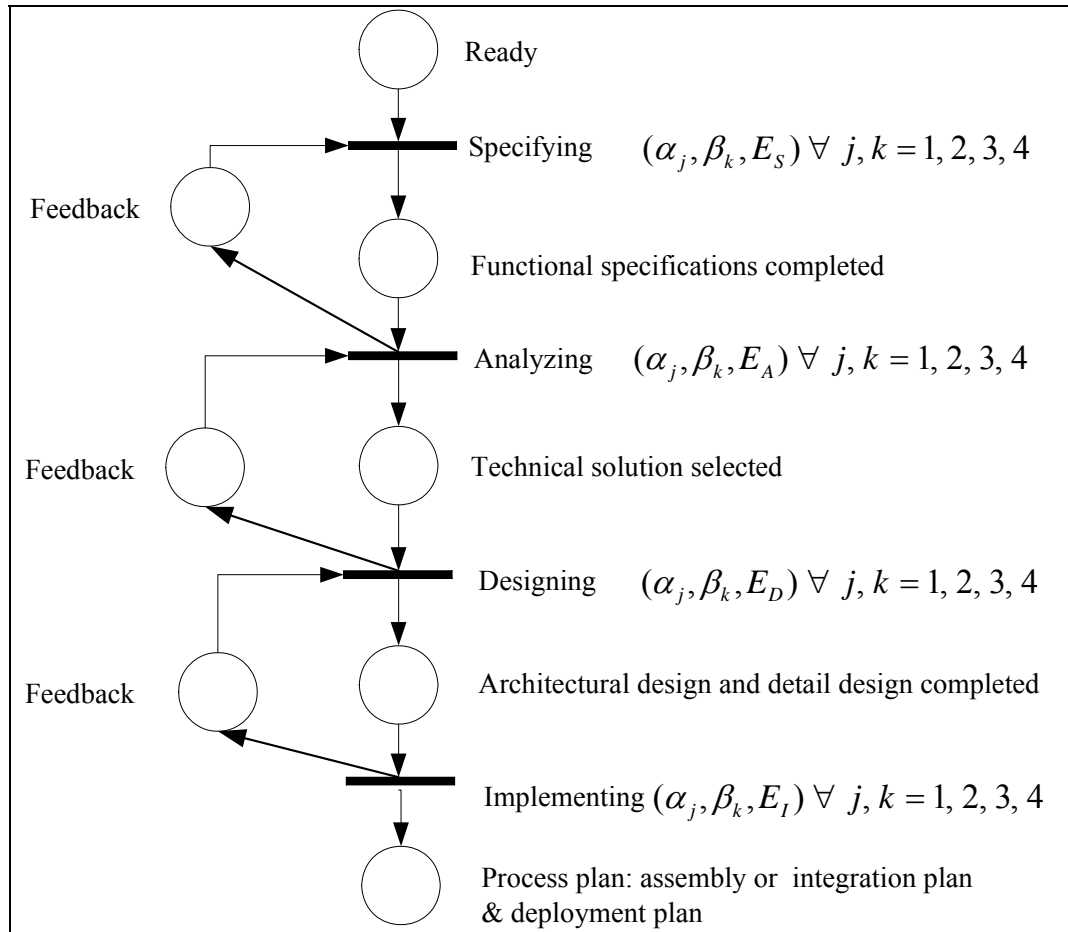 Ready
Specifying (α_j, β_k, E_S) ∀ j, k = 1, 2, 3, 4
Feedback
Functional specifications completed
Analyzing (α_j, β_k, E_A) ∀ j, k = 1, 2, 3, 4
Feedback
Technical solution selected
Designing (α_j, β_k, E_D) ∀ j, k = 1, 2, 3, 4
Feedback
Architectural design and detail design completed
Implementing (α_j, β_k, E_I) ∀ j, k = 1, 2, 3, 4
Process plan: assembly or integration plan
& deployment plan